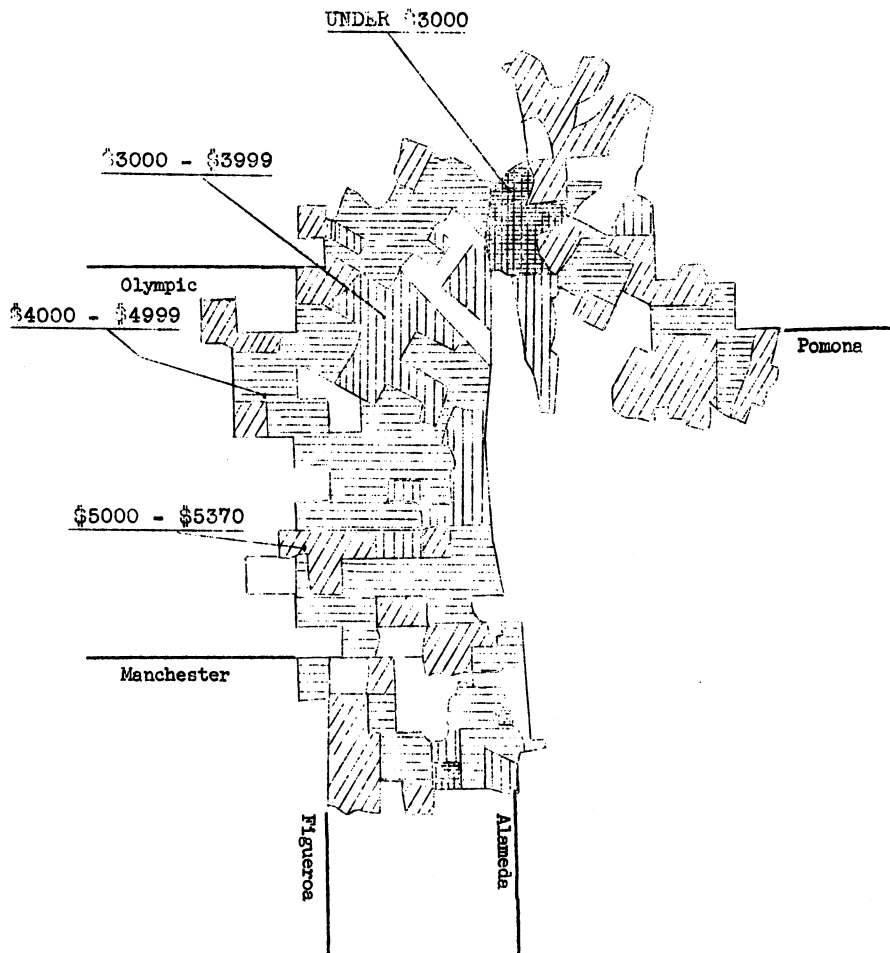 UNDER $3000
$3000 - $3999
Olympic
$4000 - $4999
Pomona
$5000 - $5370
Manchester
Figueroa
Alameda